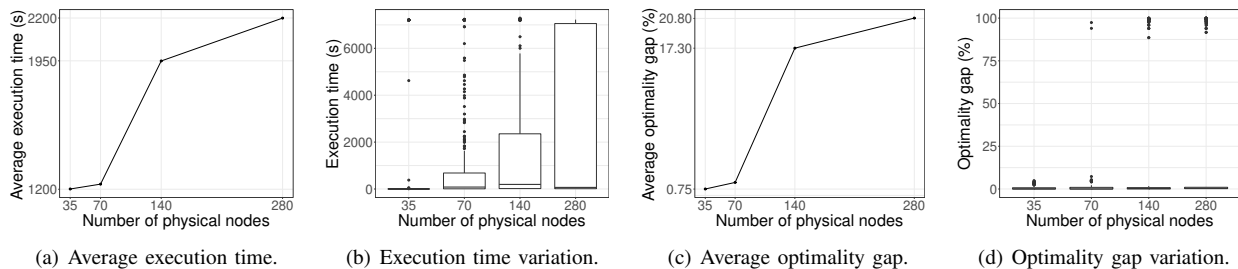 Average execution time (s)
2200
1950
1200
35 70 140 280
Number of physical nodes
(a) Average execution time.
Execution time (s)
6000
4000
2000
0
35 70 140 280
Number of physical nodes
(b) Execution time variation.
Average optimality gap (%)
20.80
17.30
0.75
35 70 140 280
Number of physical nodes
(c) Average optimality gap.
Optimality gap (%)
100
75
50
25
0
35 70 140 280
Number of physical nodes
(d) Optimality gap variation.